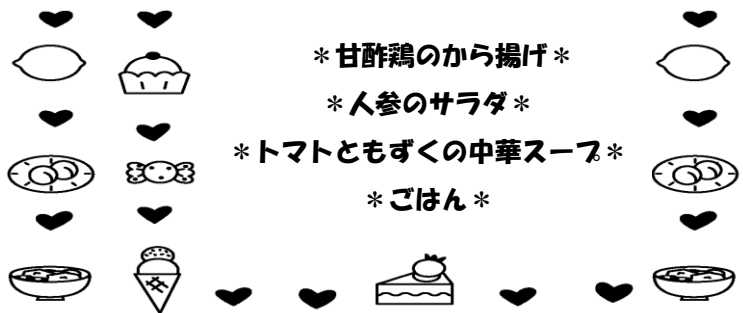 ＊甘酢鶏のから揚げ＊
＊人参のサラダ＊
＊トマトともずくの中華スープ＊
＊ごはん＊